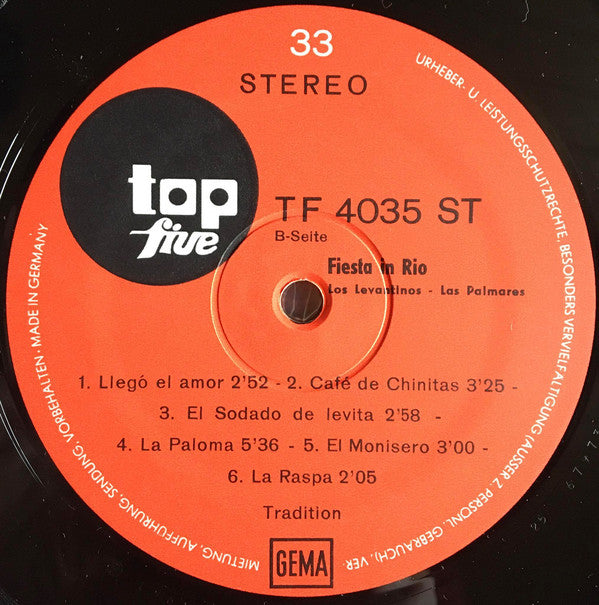 33
STEREO
top
five
TF 4035 ST
B-Seite
Fiesta in Rio
Los Levantinos - Las Palmares
1. Llegó el amor 2'52 - 2. Café de Chinitas 3'25 -
3. El Sodado de levita 2'58 -
4. La Paloma 5'36 - 5. El Monisero 3'00 -
6. La Raspa 2'05
Tradition
GEMA
URHEBER- U. LEISTUNGSSCHUTZRECHTE, BESONDERS VERVIELFÄLTIGUNG (AUSSER Z. PERSONL. GEBRAUCH), VER
MIETUNG, AUFFÜHRUNG, SENDUNG, VORBEHALTEN · MADE IN GERMANY